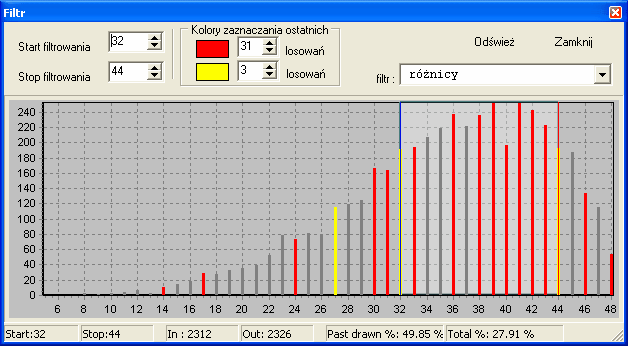 Filtr
Start filtrowania 32
Stop filtrowania 44
Kolory zaznaczania ostatnich
31 losowań
3 losowań
Odśwież Zamknij
filtr : różnicy
240
220
200
180
160
140
120
100
80
60
40
20
0
6 8 10 12 14 16 18 20 22 24 26 28 30 32 34 36 38 40 42 44 46 48
Start:32 Stop:44 In : 2312 Out: 2326 Past drawn %: 49.85 % Total %: 27.91 %